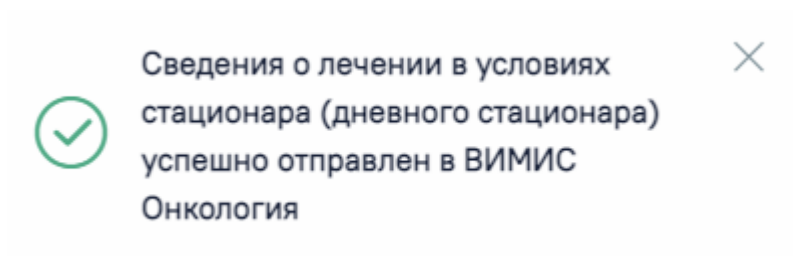 Сведения о лечении в условиях
стационара (дневного стационара)
успешно отправлен в ВИМИС
Онкология